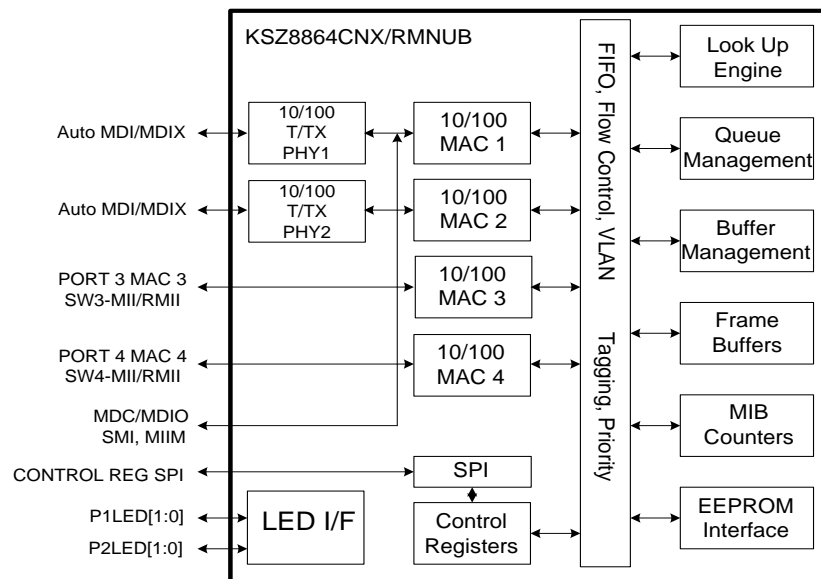 KSZ8864CNX/RMNUB
Auto MDI/MDIX
10/100
T/TX
PHY1
10/100
MAC 1
Auto MDI/MDIX
10/100
T/TX
PHY2
10/100
MAC 2
PORT 3 MAC 3
SW3-MII/RMII
10/100
MAC 3
PORT 4 MAC 4
SW4-MII/RMII
10/100
MAC 4
MDC/MDIO
SMI, MIIM
CONTROL REG SPI
SPI
P1LED[1:0]
P2LED[1:0]
LED I/F
Control
Registers
FIFO, Flow Control, VLAN Tagging, Priority
Look Up
Engine
Queue
Management
Buffer
Management
Frame
Buffers
MIB
Counters
EEPROM
Interface